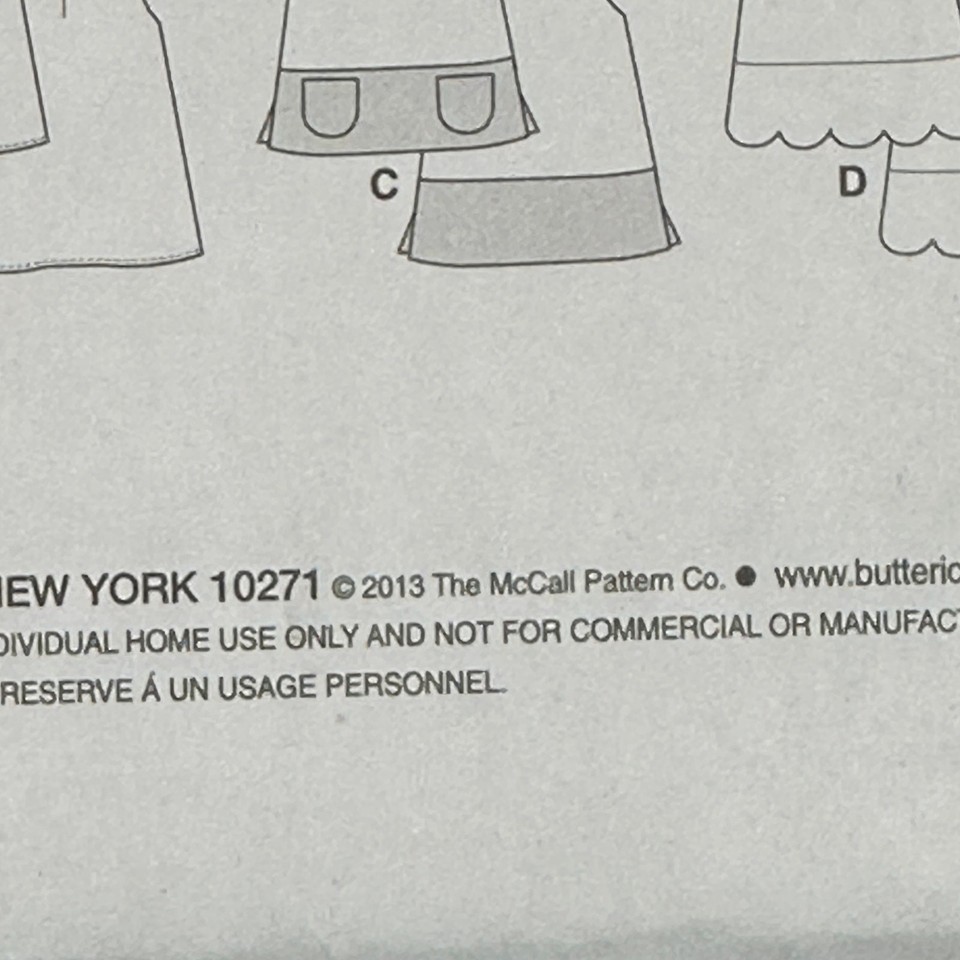 C
D
NEW YORK 10271 © 2013 The McCall Pattern Co. ● www.butteric
DIVIDUAL HOME USE ONLY AND NOT FOR COMMERCIAL OR MANUFACT
RESERVE Á UN USAGE PERSONNEL.